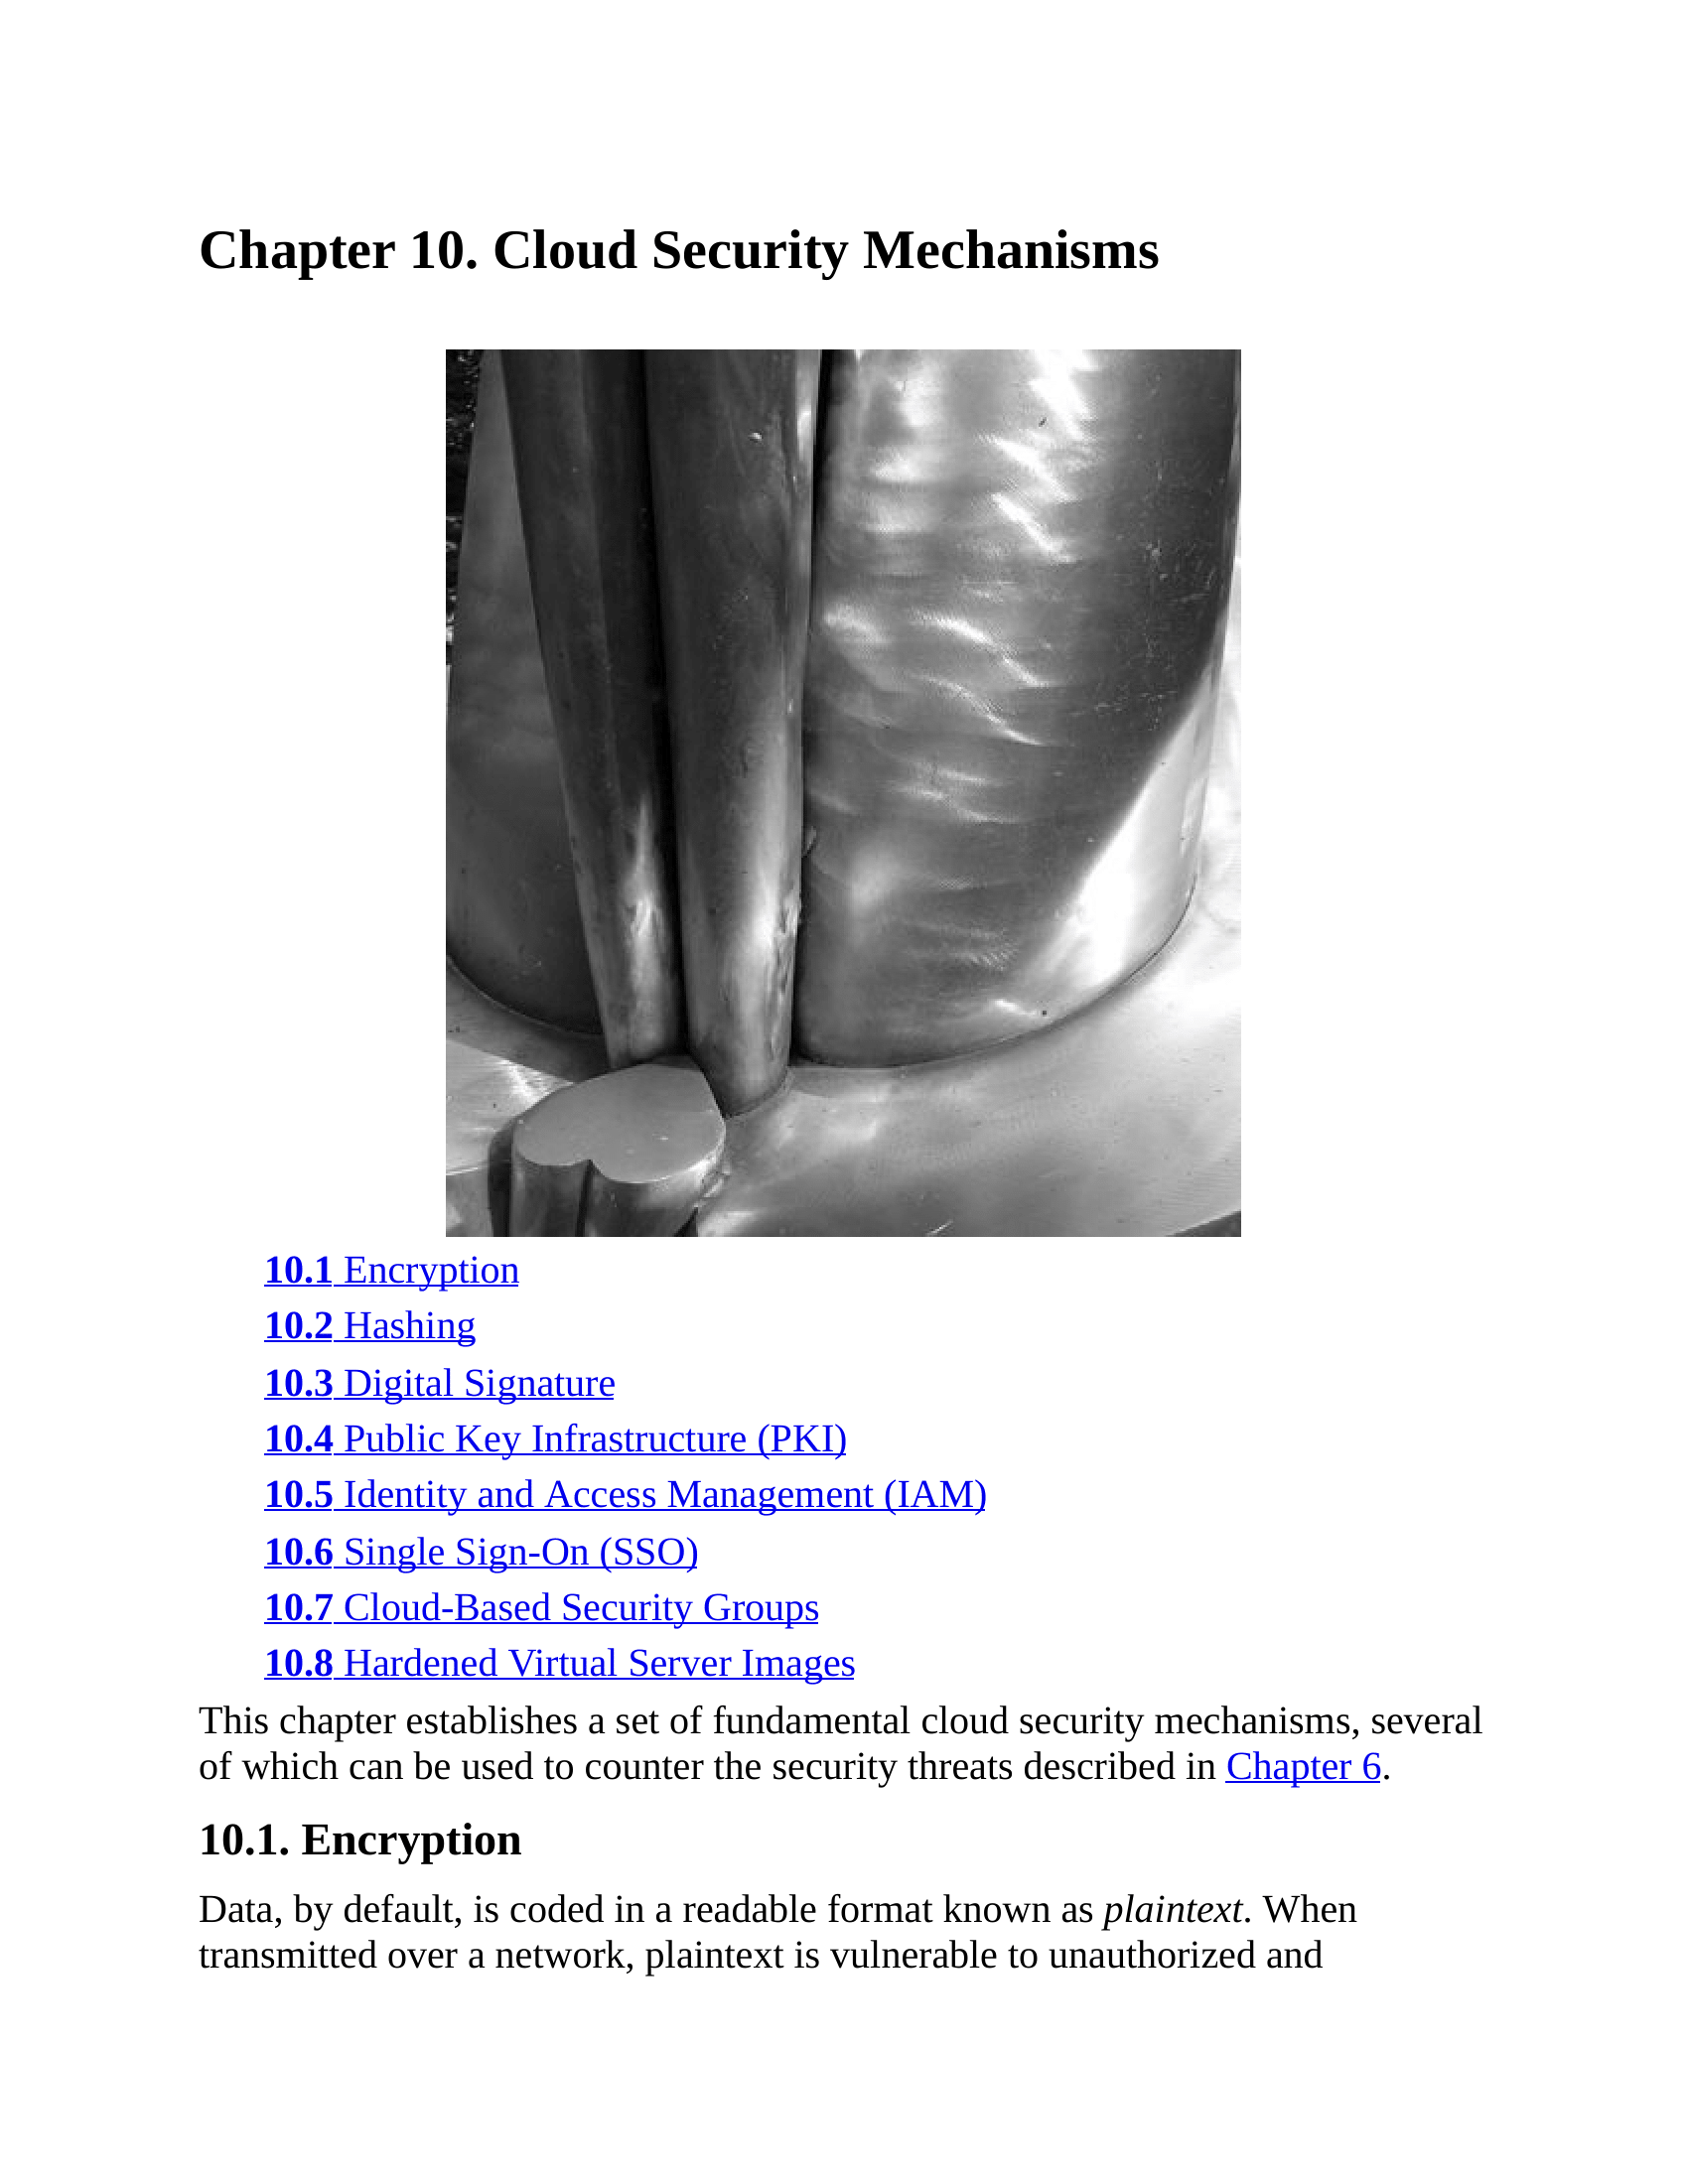 Chapter 10. Cloud Security Mechanisms
10.1 Encryption
10.2 Hashing
10.3 Digital Signature
10.4 Public Key Infrastructure (PKI)
10.5 Identity and Access Management (IAM)
10.6 Single Sign-On (SSO)
10.7 Cloud-Based Security Groups
10.8 Hardened Virtual Server Images
This chapter establishes a set of fundamental cloud security mechanisms, several
of which can be used to counter the security threats described in Chapter 6.
10.1. Encryption
Data, by default, is coded in a readable format known as plaintext. When
transmitted over a network, plaintext is vulnerable to unauthorized and